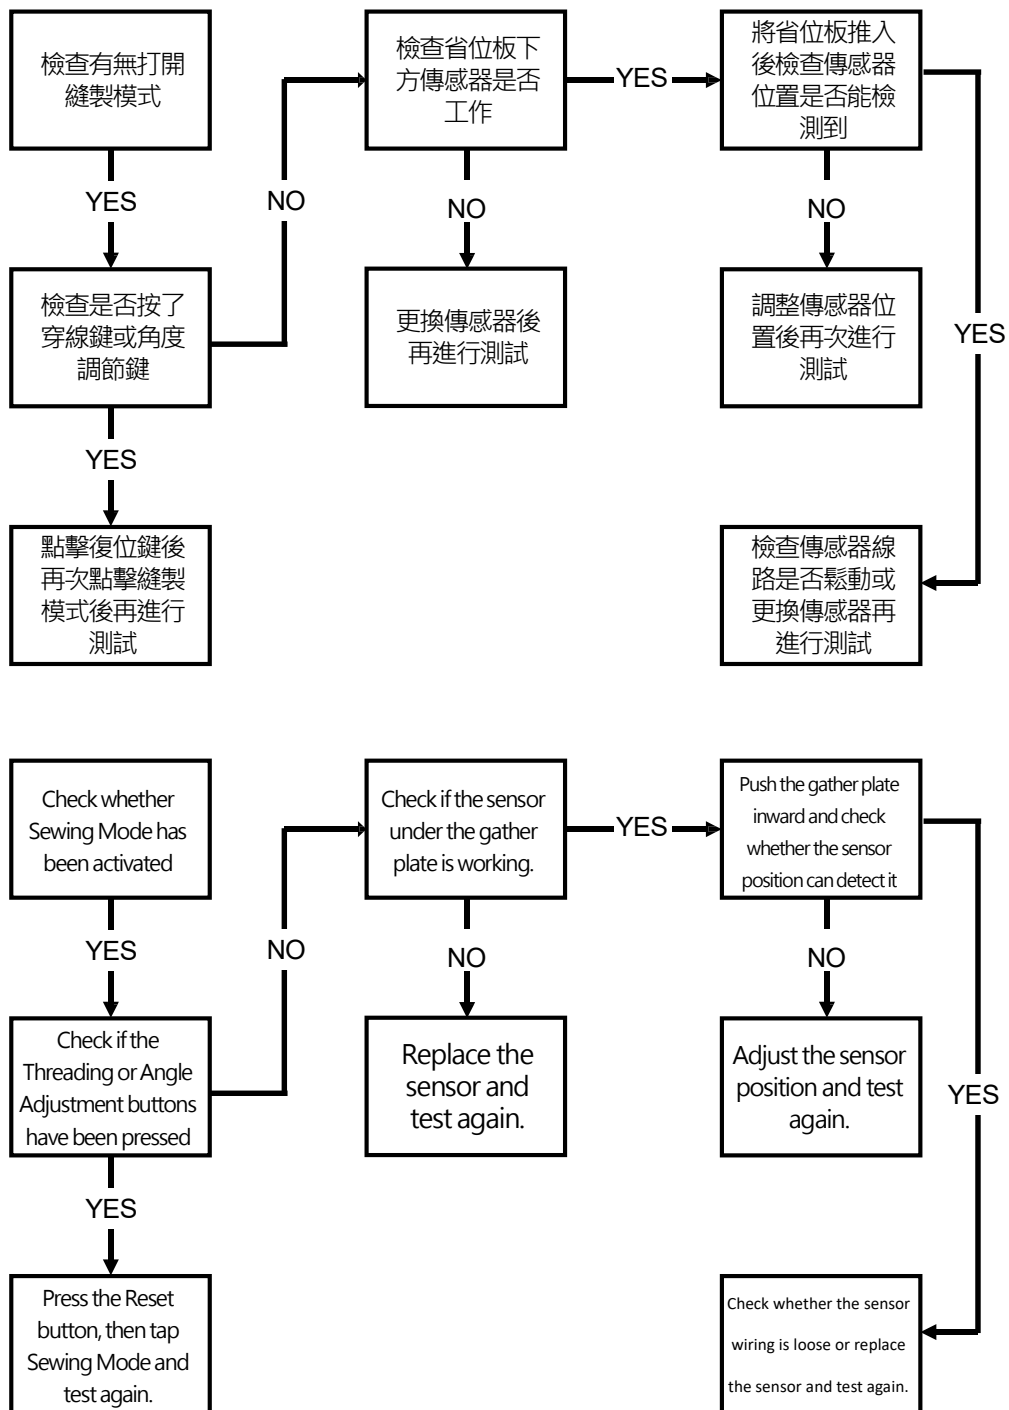 檢查有無打開
縫製模式
檢查省位板下
方傳感器是否
工作
將省位板推入
後檢查傳感器
位置是否能檢
測到
YES
YES
NO
NO
NO
YES
檢查是否按了
穿線鍵或角度
調節鍵
更換傳感器後
再進行測試
調整傳感器位
置後再次進行
測試
YES
點擊復位鍵後
再次點擊縫製
模式後再進行
測試
檢查傳感器線
路是否鬆動或
更換傳感器再
進行測試
Check whether
Sewing Mode has
been activated
Check if the sensor
under the gather
plate is working.
Push the gather plate
inward and check
whether the sensor
position can detect it
YES
YES
NO
NO
NO
YES
Check if the
Threading or Angle
Adjustment buttons
have been pressed
Replace the
sensor and
test again.
Adjust the sensor
position and test
again.
YES
Press the Reset
button, then tap
Sewing Mode and
test again.
Check whether the sensor
wiring is loose or replace
the sensor and test again.